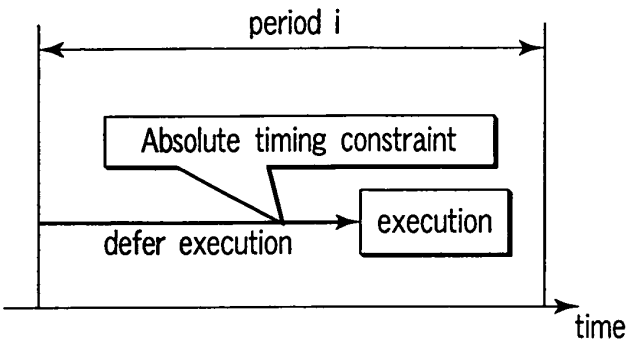 period i
Absolute timing constraint
execution
defer execution
time